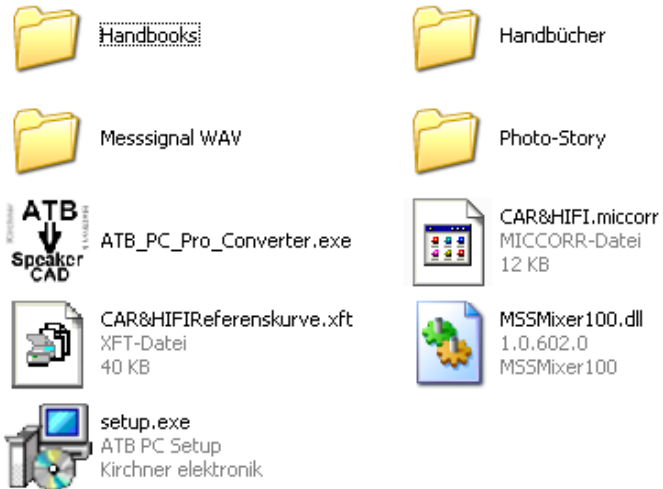 Handbooks
Handbücher
Messsignal WAV
Photo-Story
ATB
Speaker
CAD
ATB_PC_Pro_Converter.exe
CAR&HIFI.miccorr
MICCORR-Datei
12 KB
CAR&HIFIReferenskurve.xft
XFT-Datei
40 KB
MSSMixer100.dll
1.0.602.0
MSSMixer100
setup.exe
ATB PC Setup
Kirchner elektronik